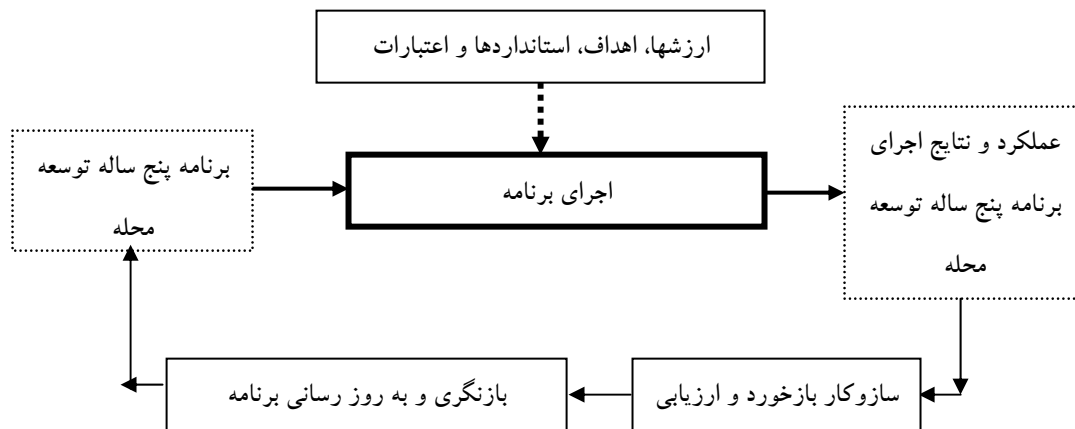 ارزشها، اهداف، استانداردها و اعتبارات
برنامه پنج ساله توسعه
محله
اجرای برنامه
عملکرد و نتایج اجرای
برنامه پنج ساله توسعه
محله
سازوکار بازخورد و ارزیابی
بازنگری و به روز رسانی برنامه